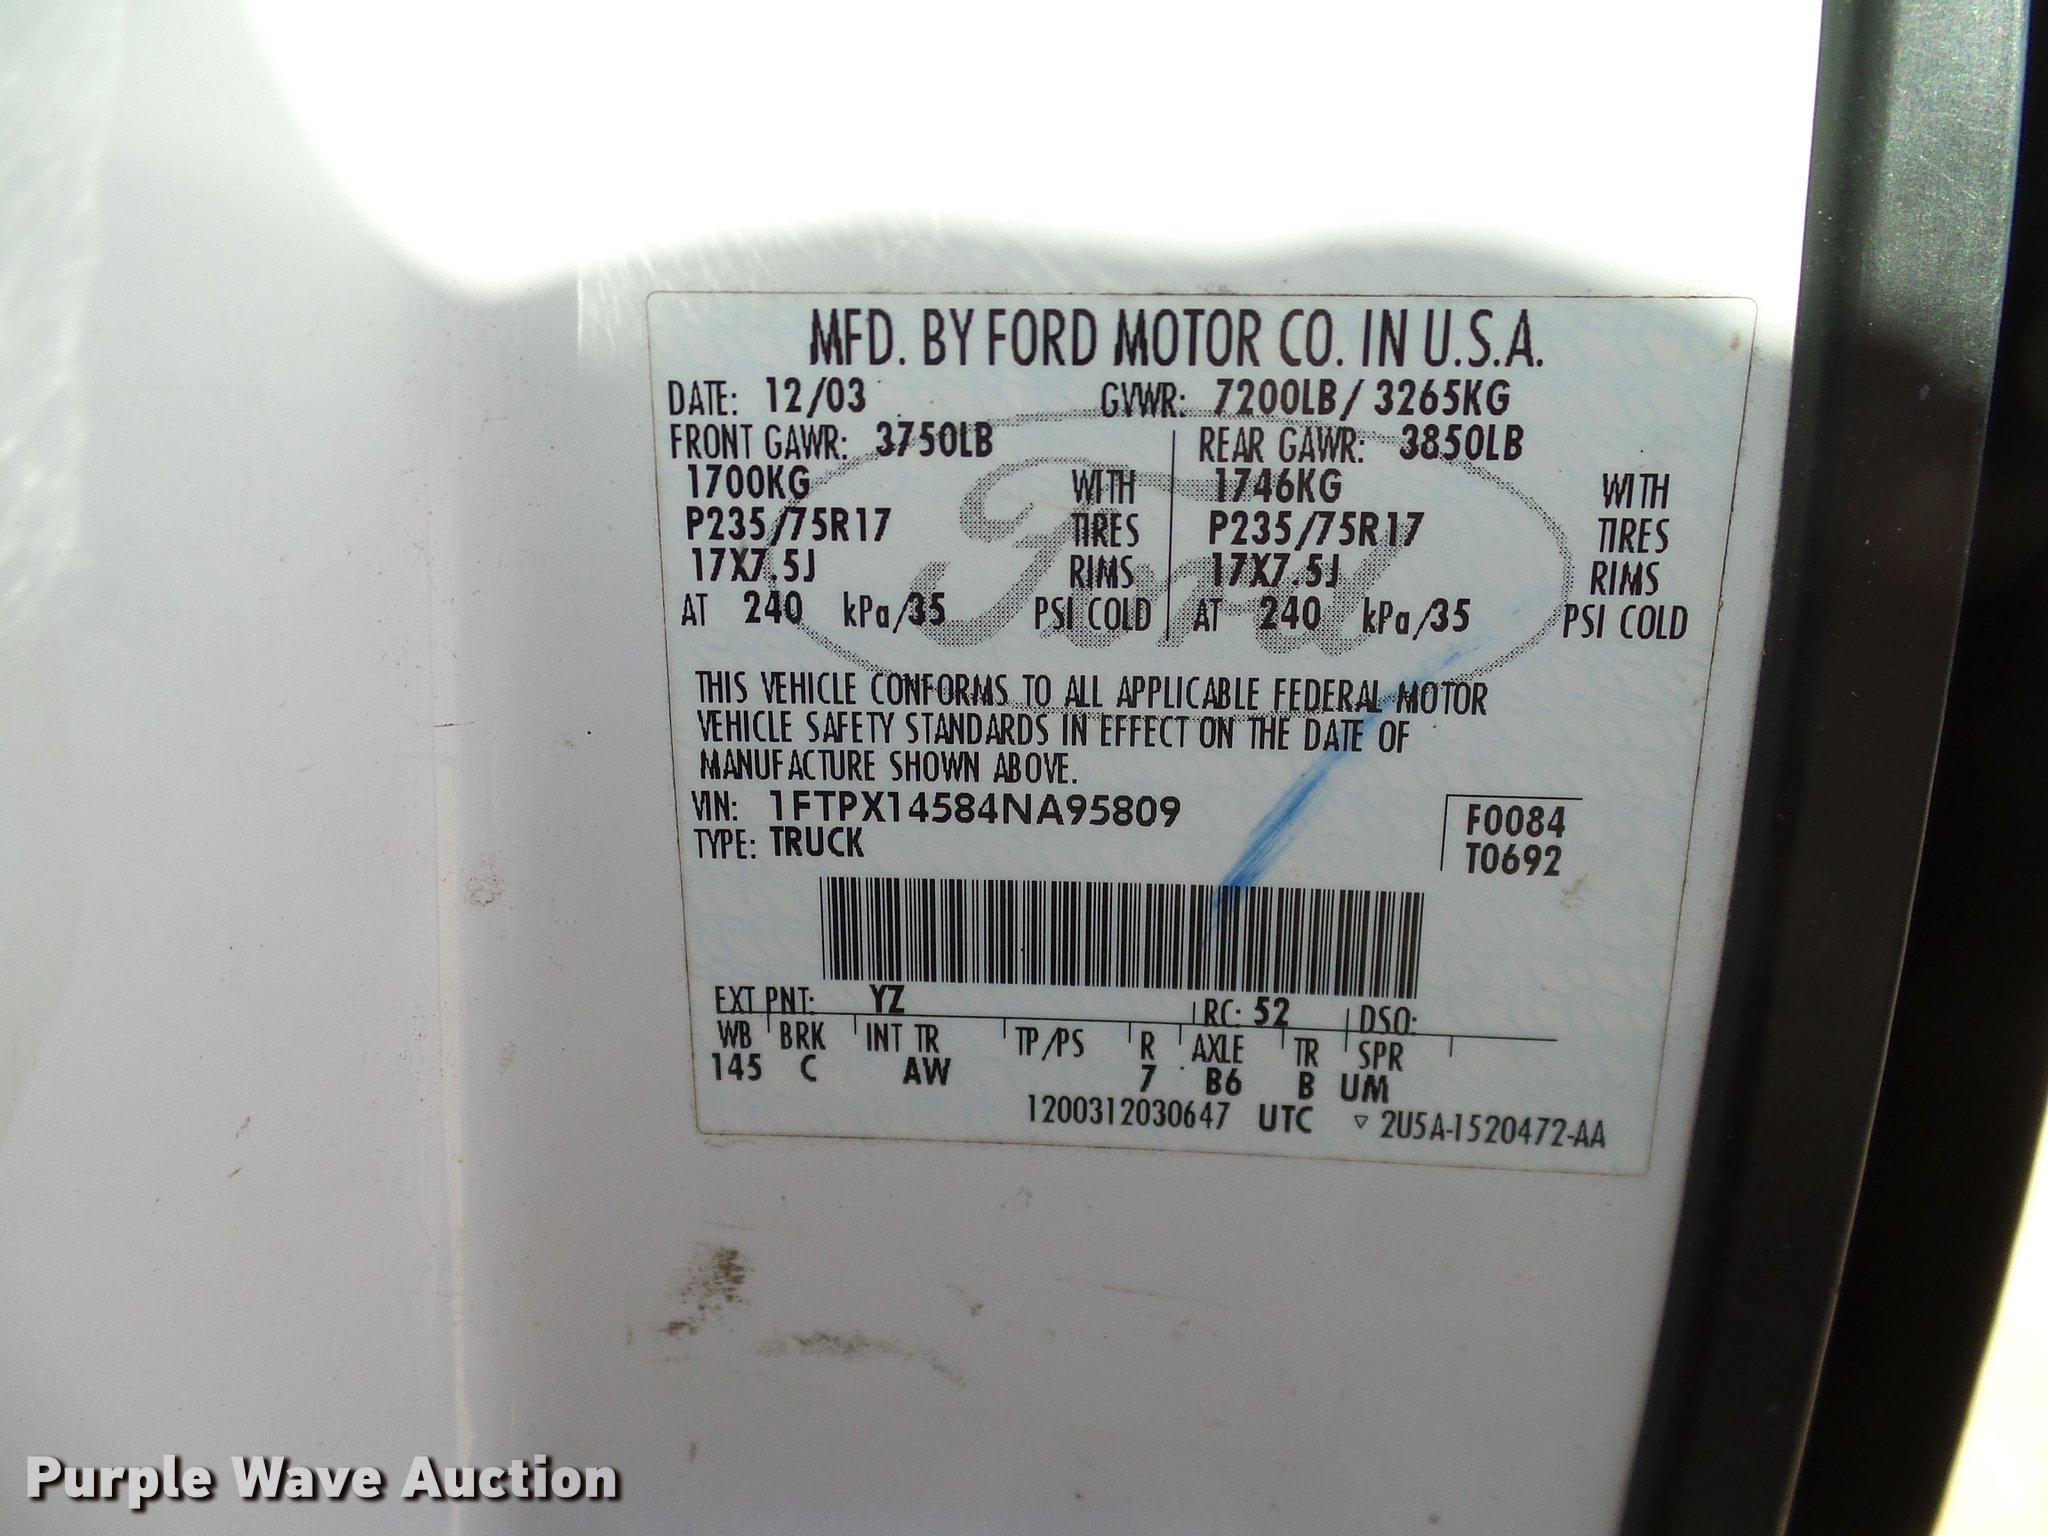 MFD. BY FORD MOTOR CO. IN U.S.A.
DATE: 12/03 GVWR: 7200LB/ 3265KG
FRONT GAWR: 3750LB REAR GAWR: 3850LB
1700KG WITH 1746KG WITH
P235/75R17 TIRES P235/75R17 TIRES
17X7.5J RIMS 17X7.5J RIMS
AT 240 kPa/35 PSI COLD AT 240 kPa/35 PSI COLD
Ford
THIS VEHICLE CONFORMS TO ALL APPLICABLE FEDERAL MOTOR
VEHICLE SAFETY STANDARDS IN EFFECT ON THE DATE OF
MANUFACTURE SHOWN ABOVE.
VIN: 1FTPX14584NA95809 F0084
TYPE: TRUCK T0692
EXT PNT: YZ RC: 52 DSO:
WB BRK INT TR TP/PS R AXLE TR SPR
145 C AW 7 B6 B UM
1200312030647 UTC ▽ 2U5A-1520472-AA
Purple Wave Auction